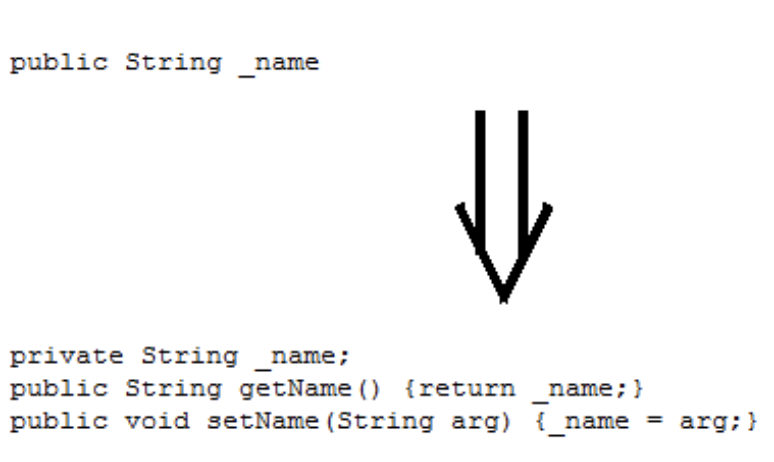 public String _name
private String _name;
public String getName() {return _name;}
public void setName(String arg) {_name = arg;}